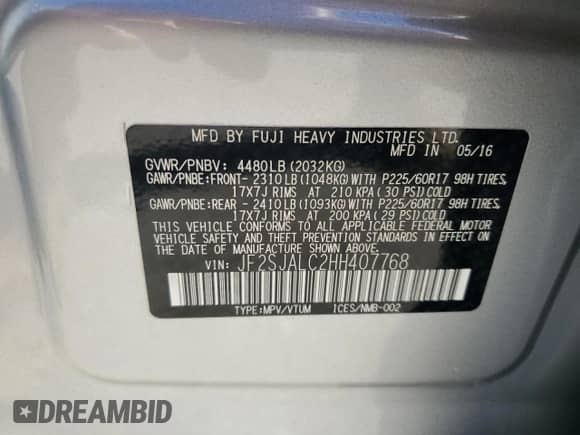 MFD BY FUJI HEAVY INDUSTRIES LTD.
MFD IN 05/16
GVWR/PNBV: 4480LB(2032KG)
GAWR/PNBE:FRONT- 2310LB(1048KG)WITH P225/60R17 98H TIRES,
17X7J RIMS AT 210 KPA(30 PSI)COLD
GAWR/PNBE:REAR - 2410LB(1093KG)WITH P225/60R17 98H TIRES,
17X7J RIMS AT 200 KPA(29 PSI)COLD
THIS VEHICLE CONFORMS TO ALL APPLICABLE FEDERAL MOTOR
VEHICLE SAFETY AND THEFT PREVENTION STANDARDS IN EFFECT ON
THE DATE OF MANUFACTURE SHOWN ABOVE.
VIN: JF2SJALC2HH407768
TYPE:MPV/VTUM ICES/NMB-002
DREAMBID